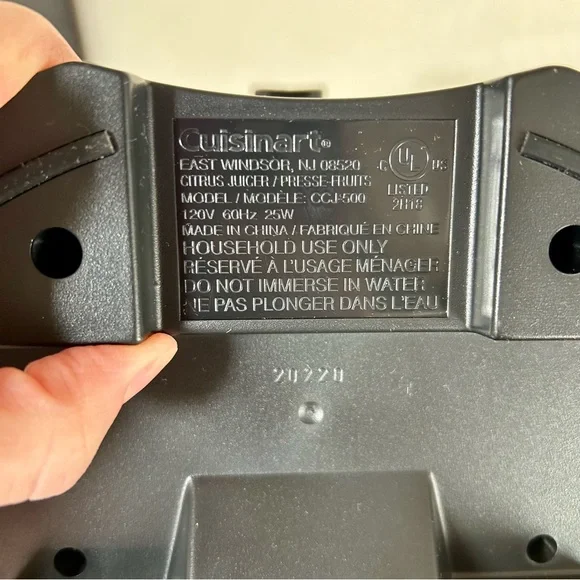 Cuisinart®
EAST WINDSOR, NJ 08520
CITRUS JUICER / PRESSE-FRUITS
MODEL / MODÈLE: CCJ-500
120V 60Hz 25W
MADE IN CHINA / FABRIQUÉ EN CHINE
HOUSEHOLD USE ONLY
RÉSERVÉ À L'USAGE MÉNAGER
DO NOT IMMERSE IN WATER
NE PAS PLONGER DANS L'EAU
C UL US
LISTED
2H18
20220